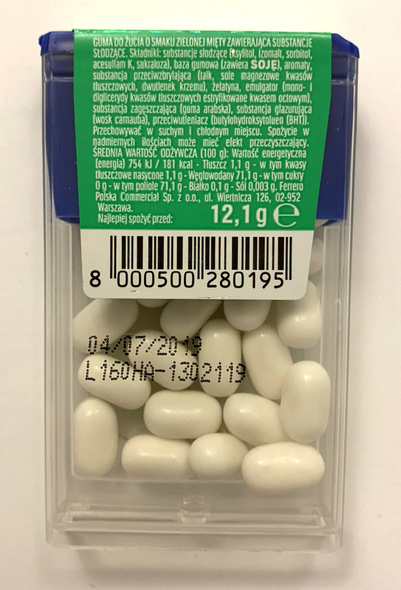 GUMA DO ŻUCIA O SMAKU ZIELONEJ MIĘTY ZAWIERAJĄCA SUBSTANCJE
SŁODZĄCE. Składniki: substancje słodzące (ksylitol, izomalt, sorbitol,
acesulfam K, sukraloza), baza gumowa (zawiera SOJĘ), aromaty,
substancja przeciwzbrylająca (talk, sole magnezowe kwasów
tłuszczowych, dwutlenek krzemu), żelatyna, emulgator (mono- i
diglicerydy kwasów tłuszczowych estryfikowane kwasem octowym),
substancja zagęszczająca (guma arabska), substancja glazurująca
(wosk carnauba), przeciwutleniacz (butylohydroksytoluen (BHT)).
Przechowywać w suchym i chłodnym miejscu. Spożycie w
nadmiernych ilościach może mieć efekt przeczyszczający.
ŚREDNIA WARTOŚĆ ODŻYWCZA (100 g): Wartość energetyczna
(energia) 754 kJ / 181 kcal - Tłuszcz 1,1 g - w tym kwasy
tłuszczowe nasycone 1,1 g - Węglowodany 71,1 g - w tym cukry
0 g - w tym poliole 71,1 g - Białko 0,1 g - Sól 0,003 g. Ferrero
Polska Commercial Sp. z o.o., ul. Wiertnicza 126, 02-952
Warszawa.
Najlepiej spożyć przed: 12,1 g ℮
8 000500 280195
04/07/2019
L160HA-1302119